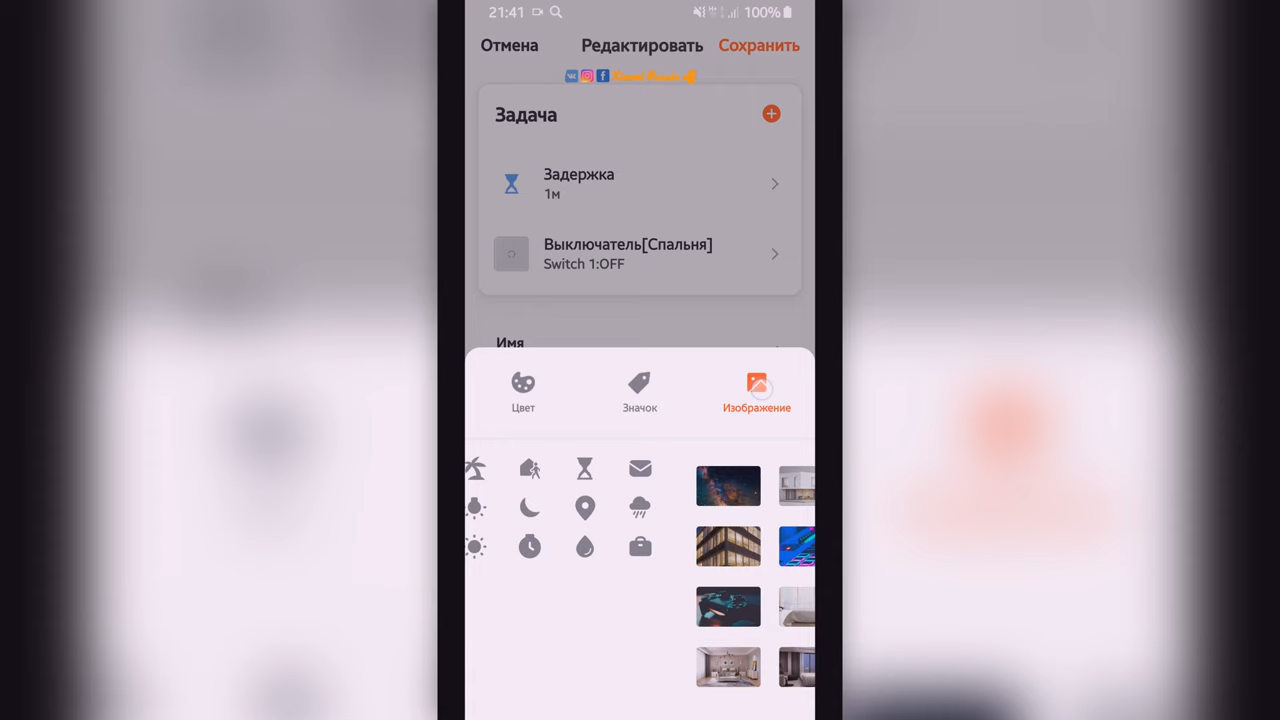 21:41
100%
Отмена
Редактировать
Сохранить
Задача
Задержка
1м
Выключатель[Спальня]
Switch 1:OFF
Имя
Цвет
Значок
Изображение